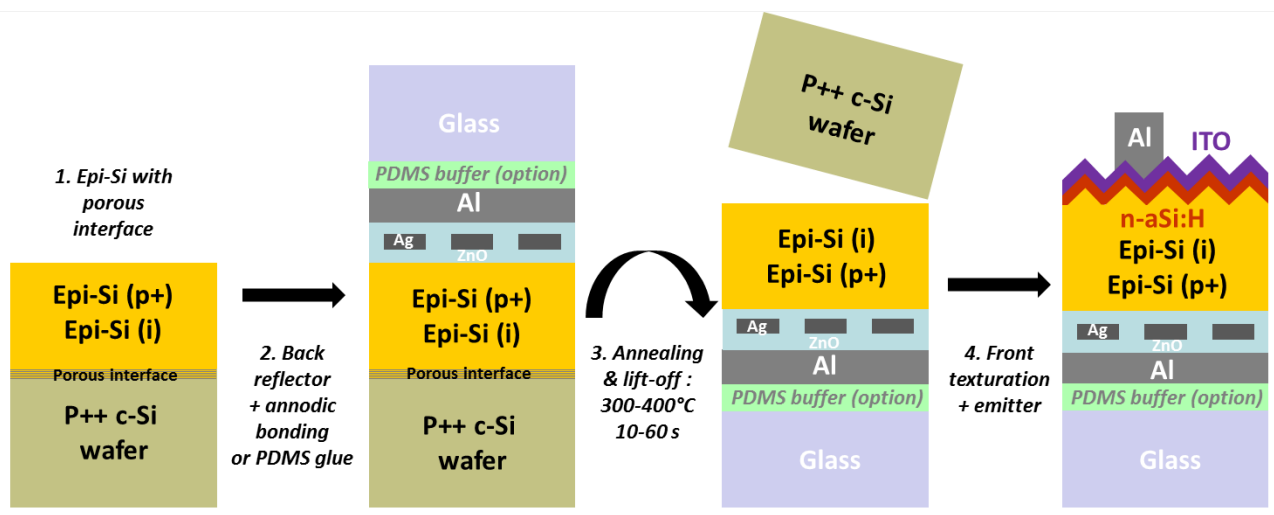 1. Epi-Si with
porous
interface
Epi-Si (p+)
Epi-Si (i)
Porous interface
P++ c-Si
wafer
2. Back
reflector
+ annodic
bonding
or PDMS glue
Glass
PDMS buffer (option)
Al
Ag
ZnO
Epi-Si (p+)
Epi-Si (i)
Porous interface
P++ c-Si
wafer
3. Annealing
& lift-off :
300-400°C
10-60 s
P++ c-Si
wafer
Epi-Si (i)
Epi-Si (p+)
Ag
ZnO
Al
PDMS buffer (option)
Glass
4. Front
texturation
+ emitter
Al
ITO
n-aSi:H
Epi-Si (i)
Epi-Si (p+)
Ag
ZnO
Al
PDMS buffer (option)
Glass